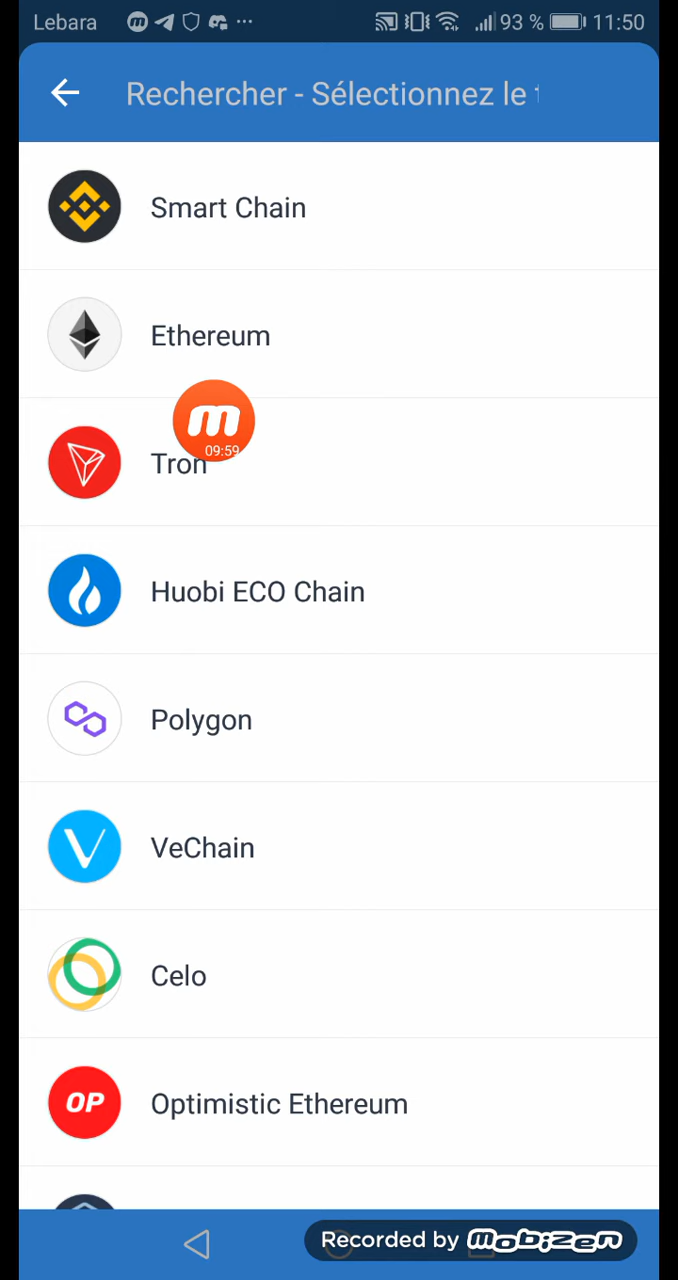 Lebara 93 % 11:50
Rechercher - Sélectionnez le
Smart Chain
Ethereum
m
09:59
Tron
Huobi ECO Chain
Polygon
VeChain
Celo
OP
Optimistic Ethereum
Recorded by mobizen